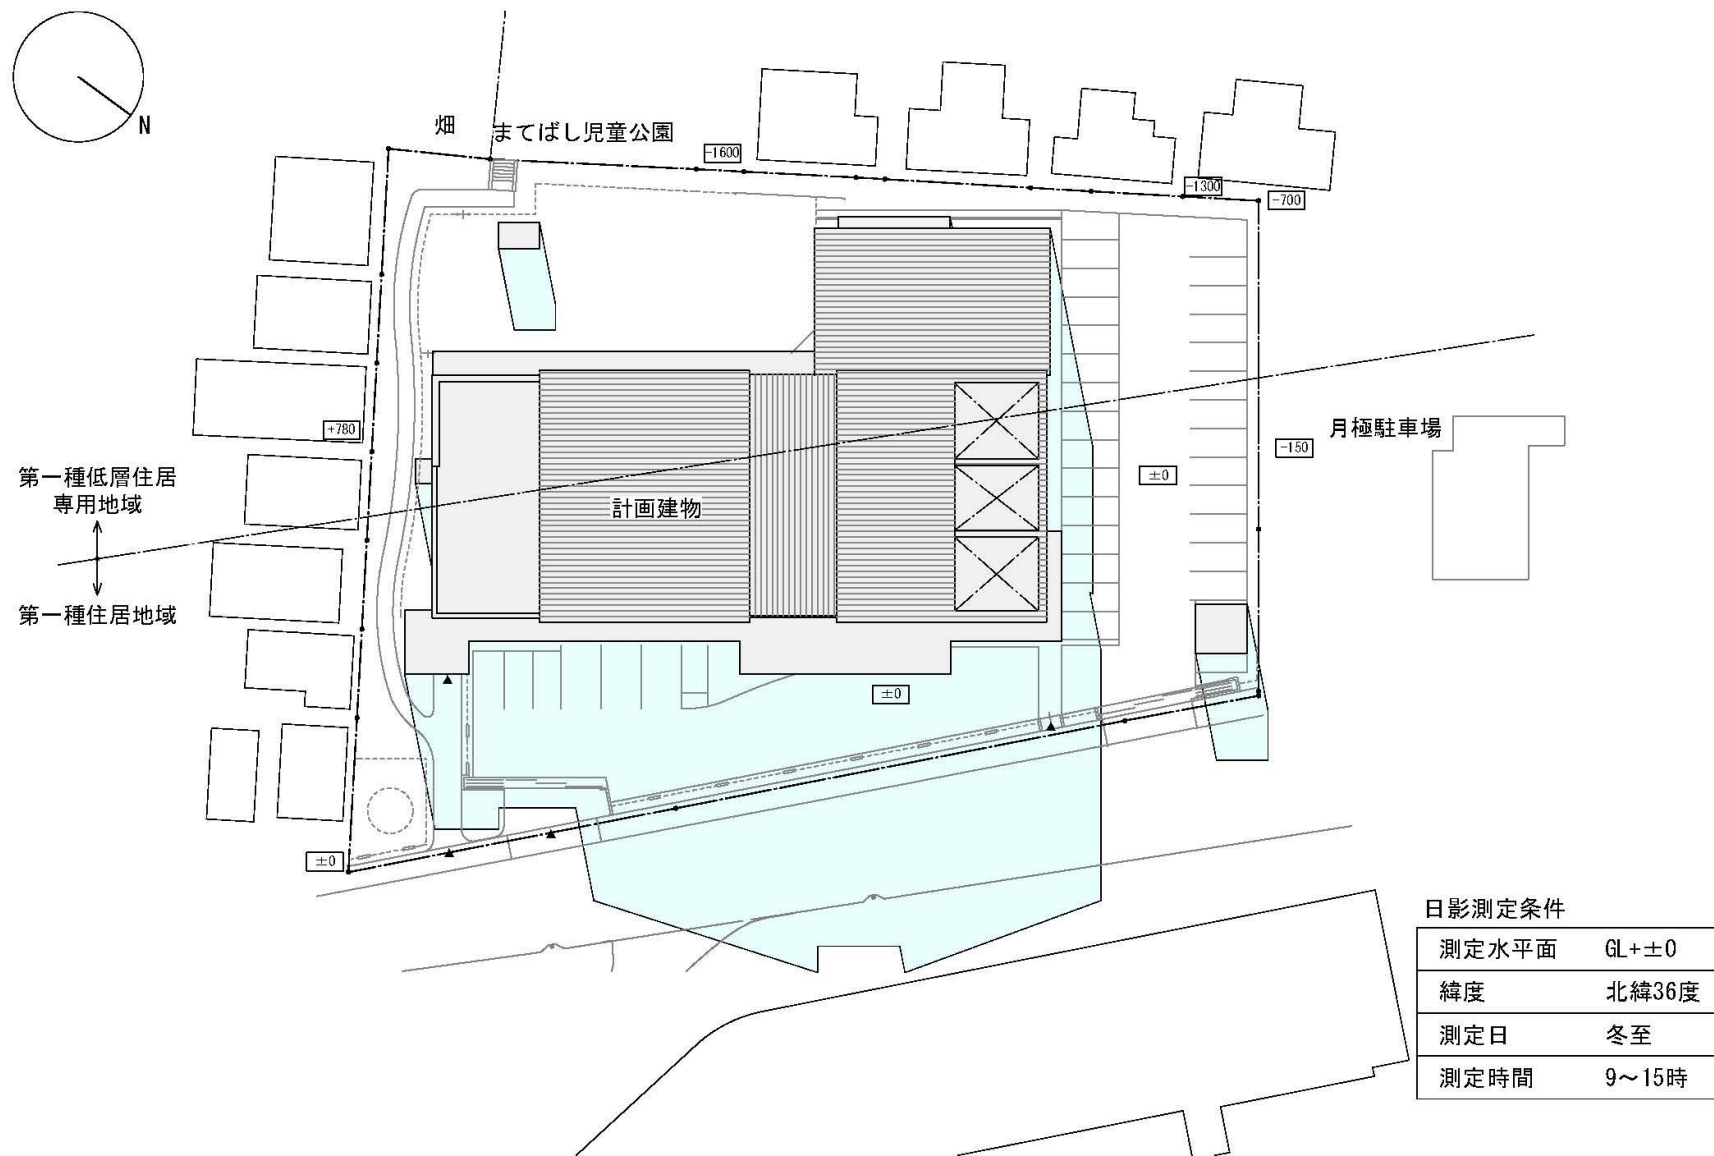 N
畑
まてばし児童公園
-1600
-1300
-700
+780
月極駐車場
-150
±0
第一種低層住居
専用地域
計画建物
第一種住居地域
±0
±0
日影測定条件
測定水平面 GL+±0
緯度 北緯36度
測定日 冬至
測定時間 9～15時